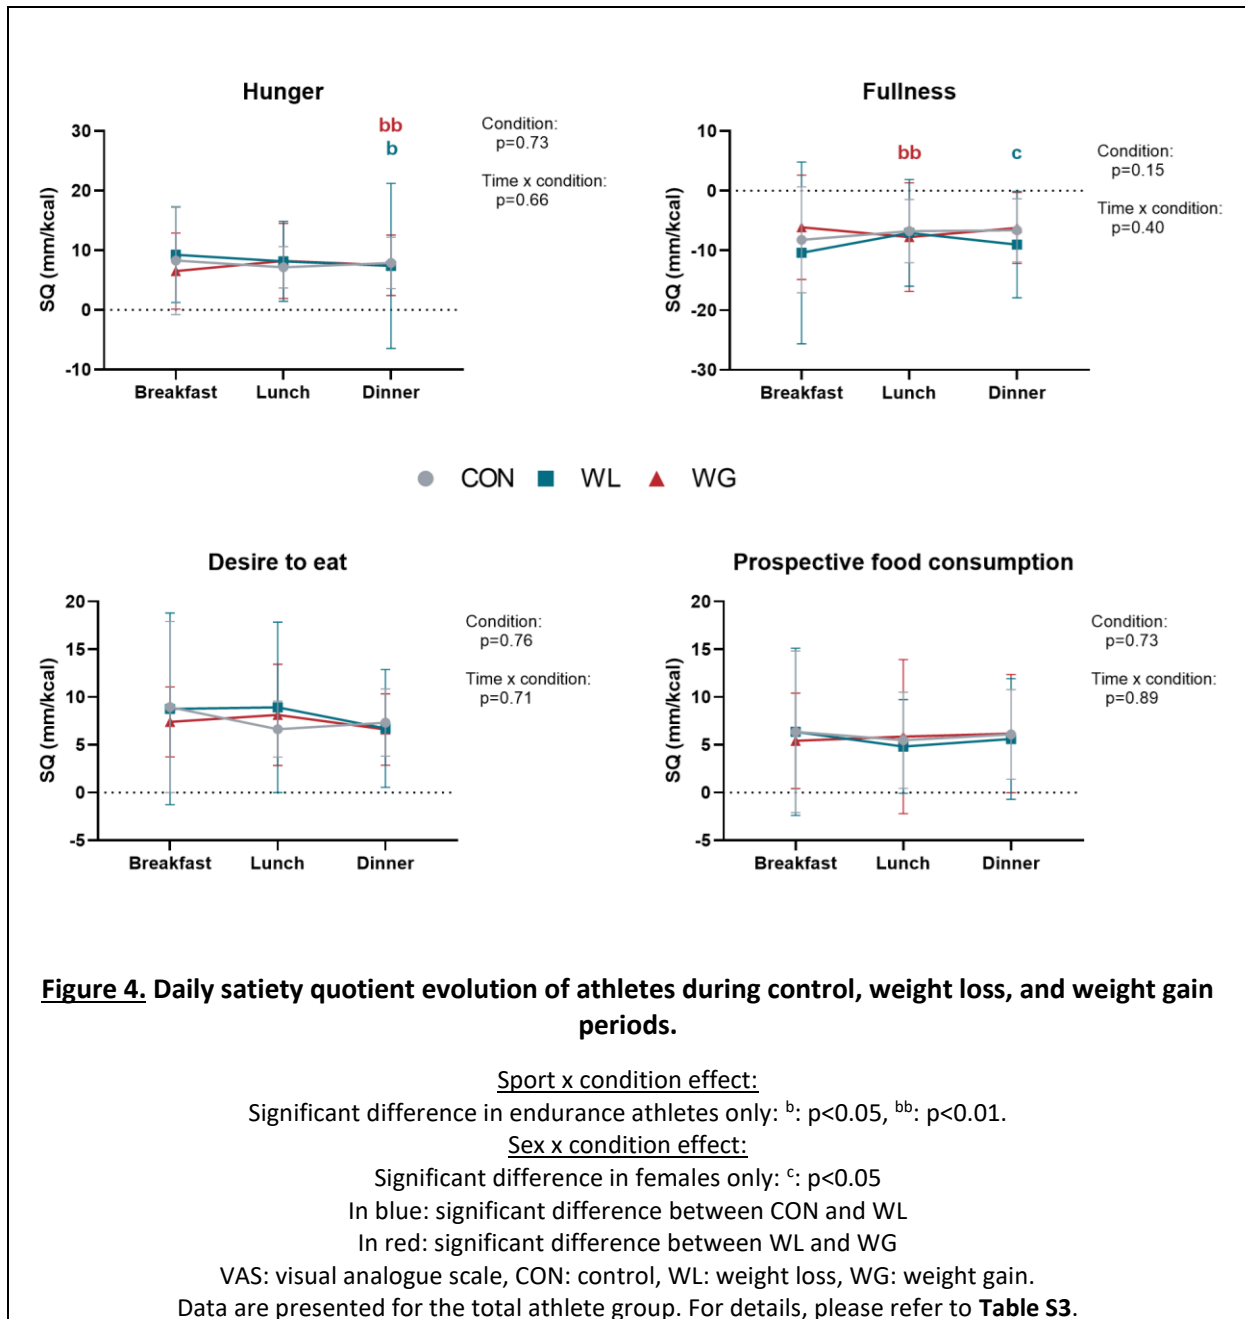 Hunger
bb
b
Condition:
p=0.73
Time x condition:
p=0.66
SQ (mm/kcal)
30
20
10
0
-10
Breakfast Lunch Dinner
Fullness
bb c
Condition:
p=0.15
Time x condition:
p=0.40
SQ (mm/kcal)
10
0
-10
-20
-30
Breakfast Lunch Dinner
CON WL WG
Desire to eat
Condition:
p=0.76
Time x condition:
p=0.71
SQ (mm/kcal)
20
15
10
5
0
-5
Breakfast Lunch Dinner
Prospective food consumption
Condition:
p=0.73
Time x condition:
p=0.89
SQ (mm/kcal)
20
15
10
5
0
-5
Breakfast Lunch Dinner
Figure 4. Daily satiety quotient evolution of athletes during control, weight loss, and weight gain
periods.
Sport x condition effect:
Significant difference in endurance athletes only: b: p<0.05, bb: p<0.01.
Sex x condition effect:
Significant difference in females only: c: p<0.05
In blue: significant difference between CON and WL
In red: significant difference between WL and WG
VAS: visual analogue scale, CON: control, WL: weight loss, WG: weight gain.
Data are presented for the total athlete group. For details, please refer to Table S3.